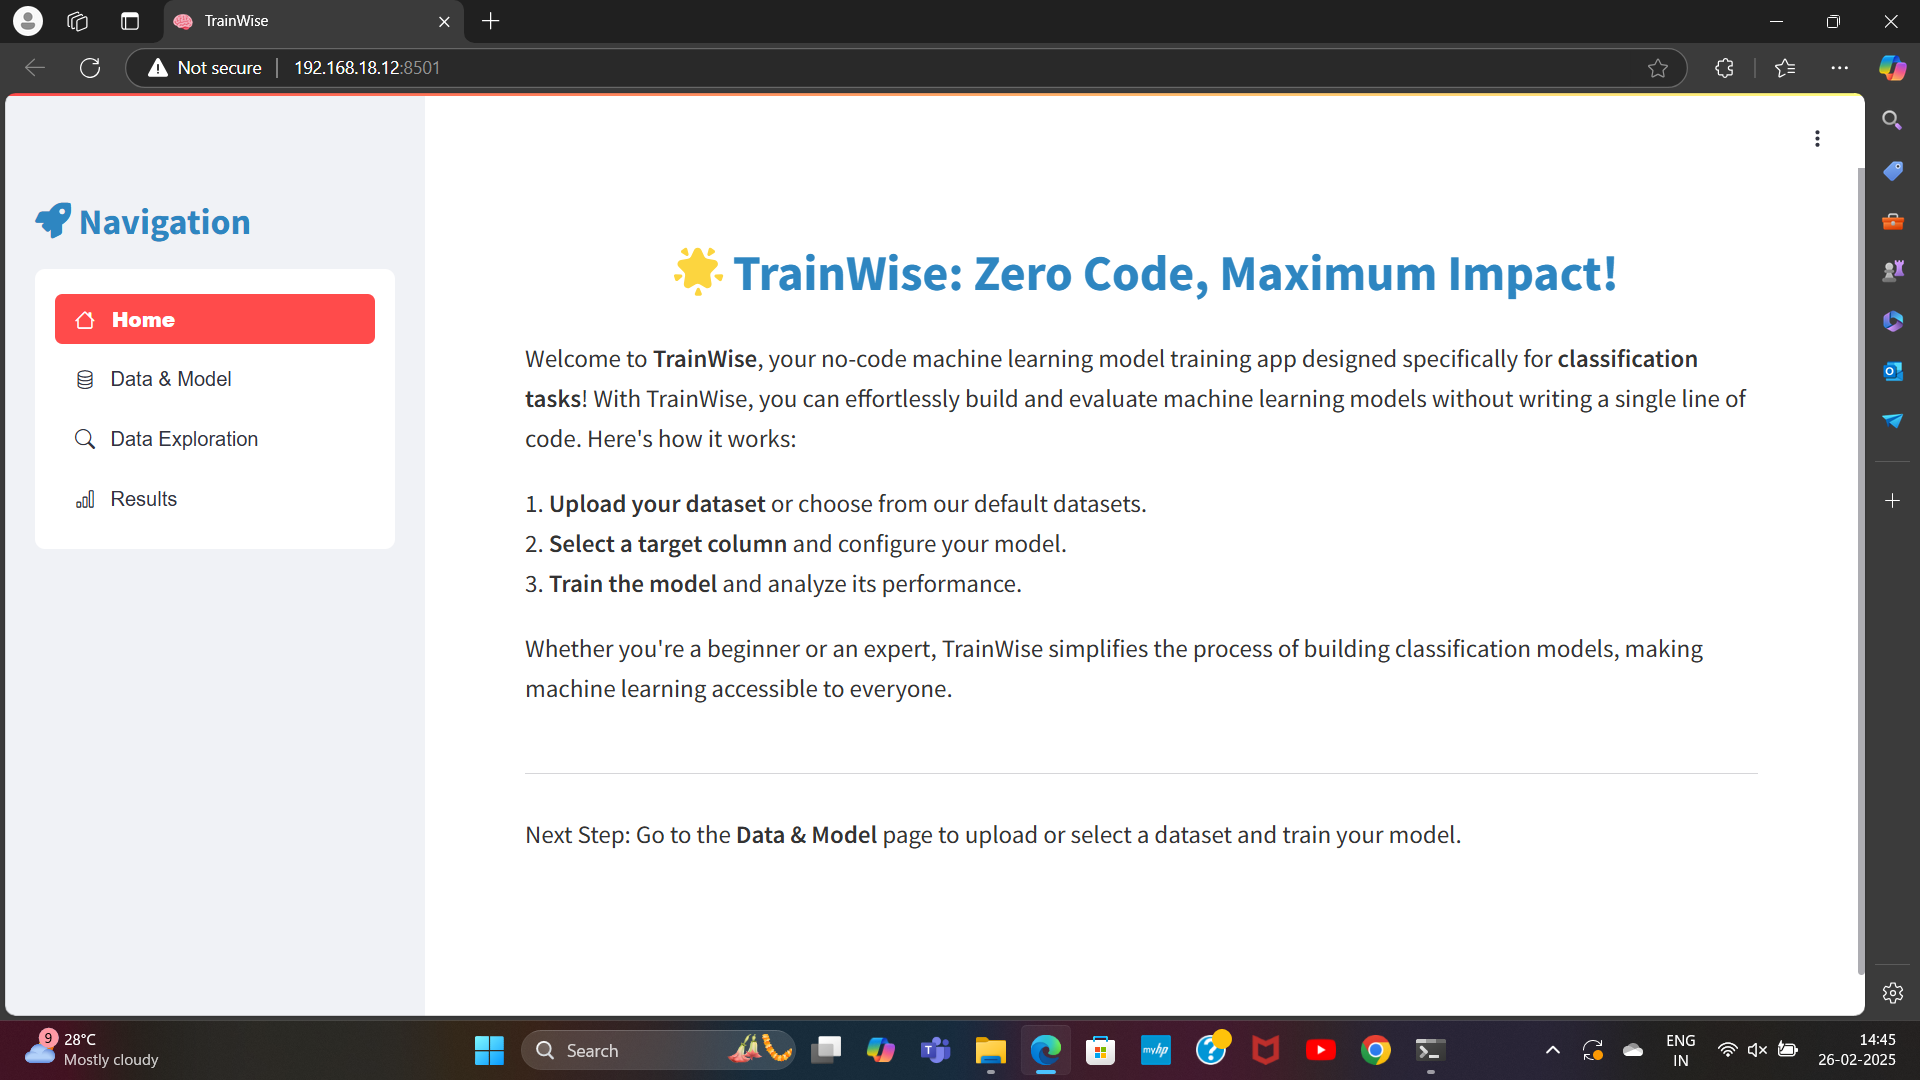 TrainWise
Not secure
192.168.18.12:8501
Navigation
Home
Data & Model
Data Exploration
Results
TrainWise: Zero Code, Maximum Impact!
Welcome to TrainWise, your no-code machine learning model training app designed specifically for classification
tasks! With TrainWise, you can effortlessly build and evaluate machine learning models without writing a single line of
code. Here's how it works:
1. Upload your dataset or choose from our default datasets.
2. Select a target column and configure your model.
3. Train the model and analyze its performance.
Whether you're a beginner or an expert, TrainWise simplifies the process of building classification models, making
machine learning accessible to everyone.
Next Step: Go to the Data & Model page to upload or select a dataset and train your model.
9
28°C
Mostly cloudy
Search
myhp
ENG
IN
14:45
26-02-2025